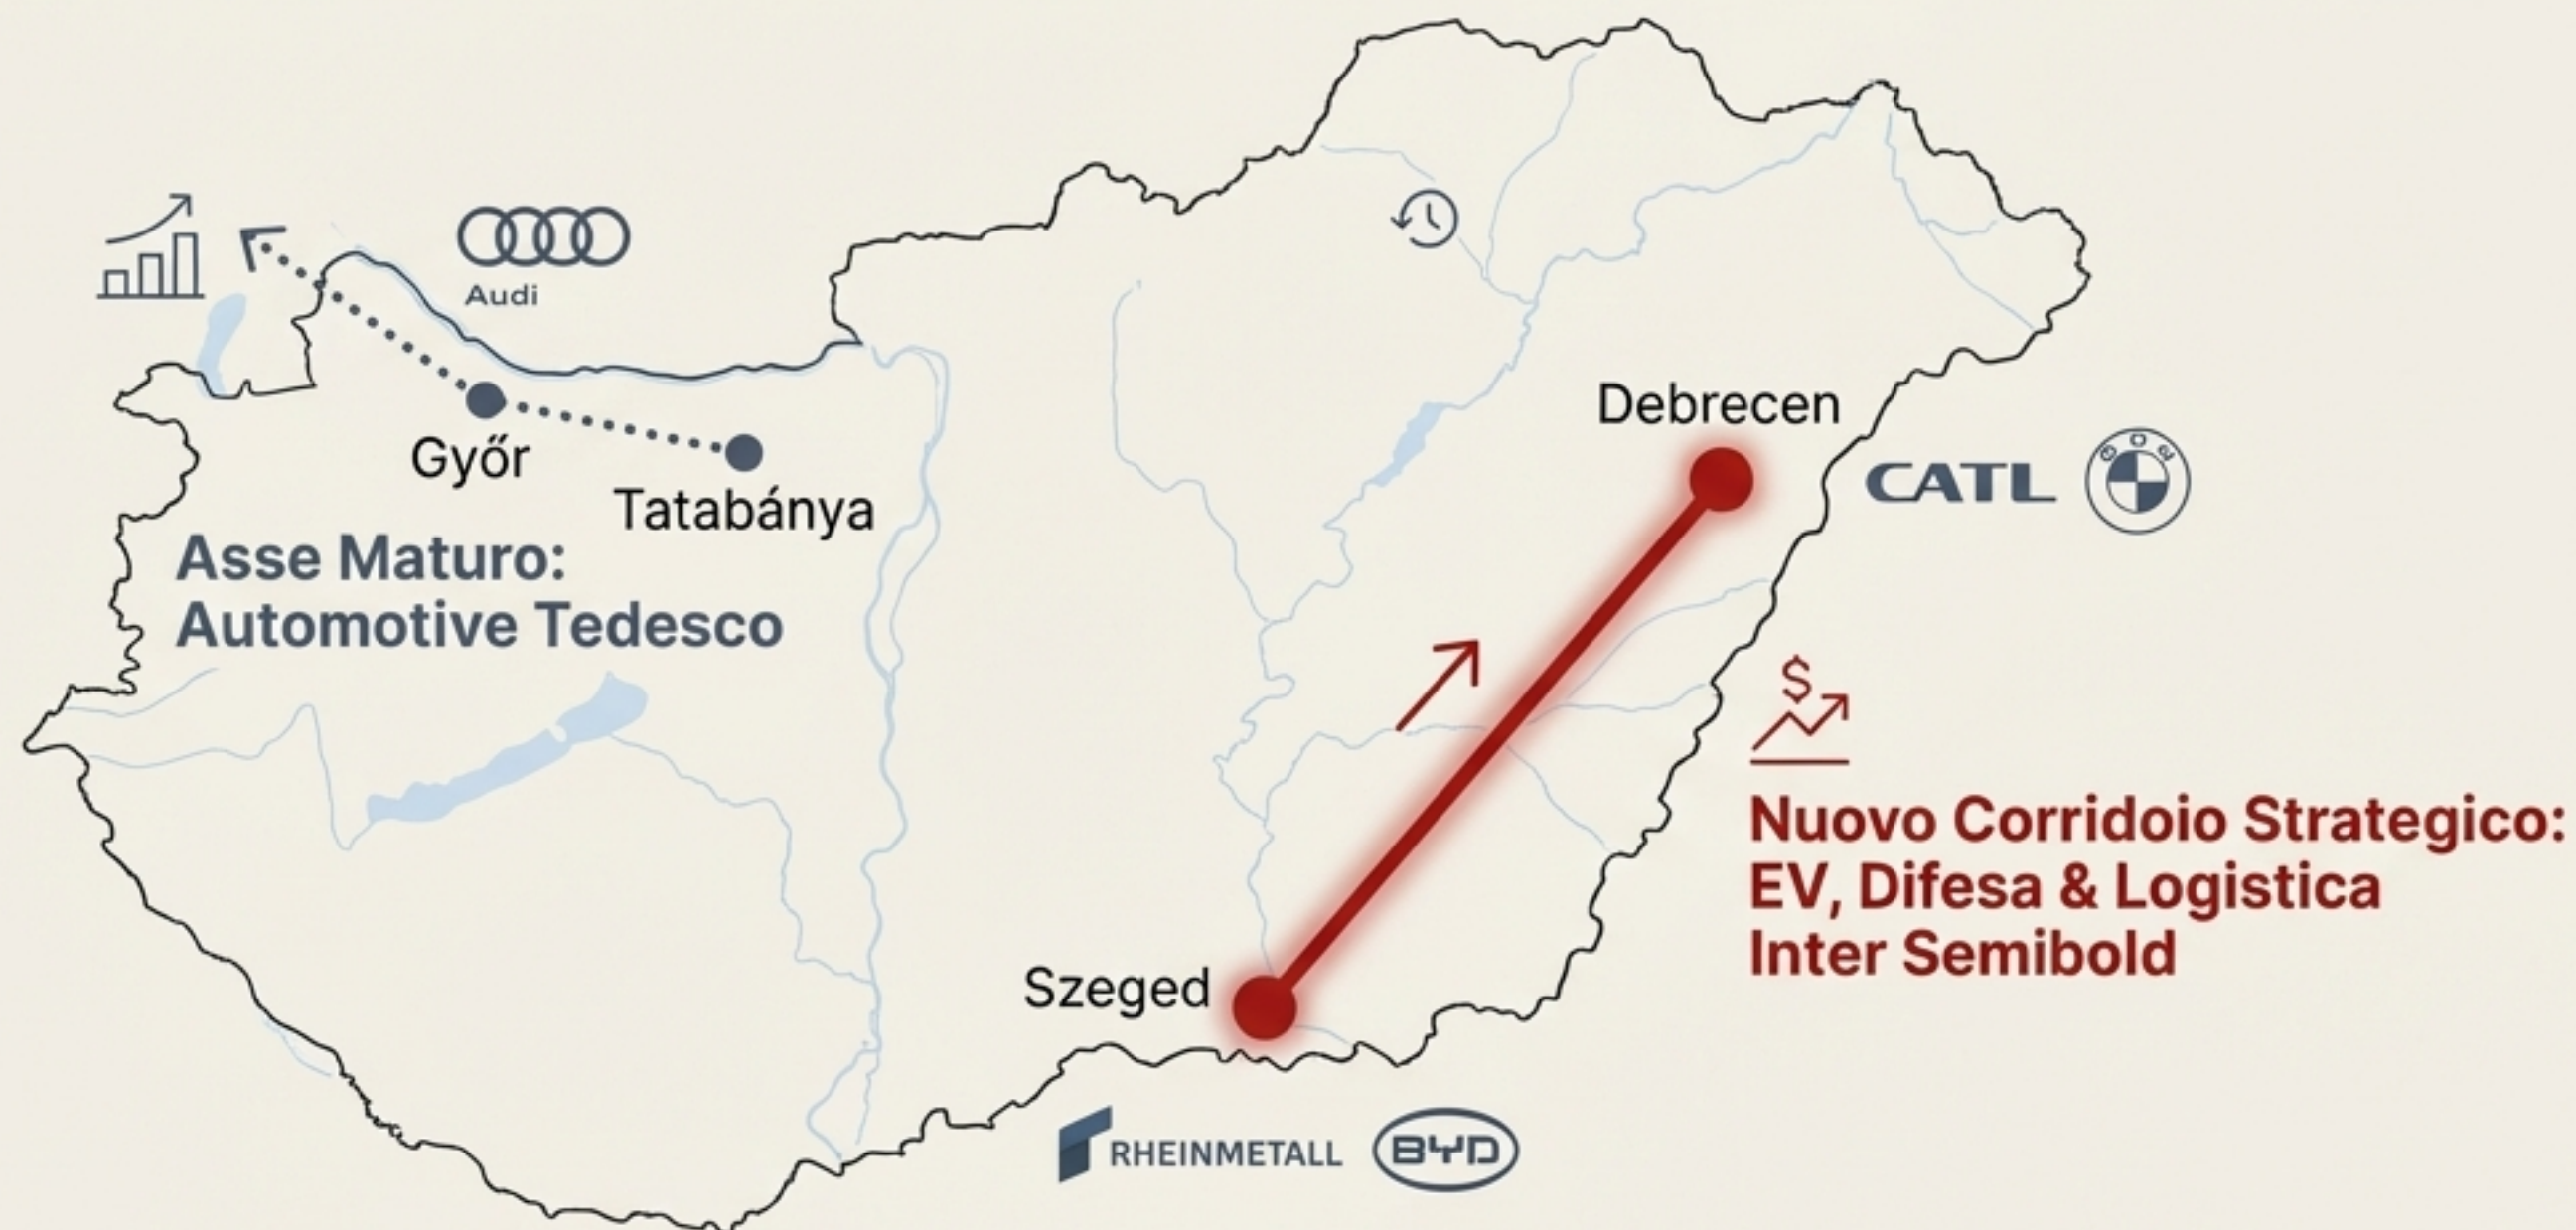 Audi
Győr
Tatabánya
Asse Maturo:
Automotive Tedesco
Debrecen
CATL
$
Nuovo Corridoio Strategico:
EV, Difesa & Logistica
Inter Semibold
Szeged
RHEINMETALL
BYD